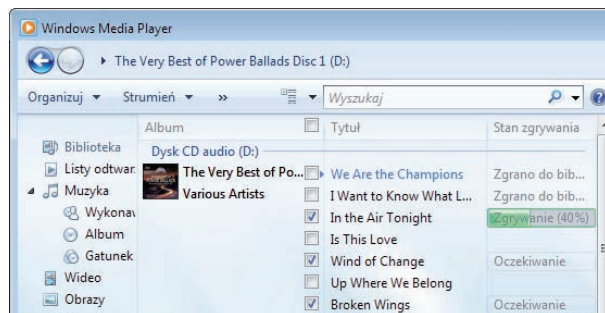 Windows Media Player
The Very Best of Power Ballads Disc 1 (D:)
Organizuj Strumień » Wyszukaj
Album Tytuł Stan zgrywania
Biblioteka Dysk CD audio (D:)
Listy odtwar: The Very Best of Po... We Are the Champions Zgrano do bib...
Muzyka Various Artists I Want to Know What L... Zgrano do bib...
Wykonav In the Air Tonight Zgrywanie (40%)
Album Is This Love
Gatunek Wind of Change Oczekiwanie
Wideo Up Where We Belong
Obrazy Broken Wings Oczekiwanie